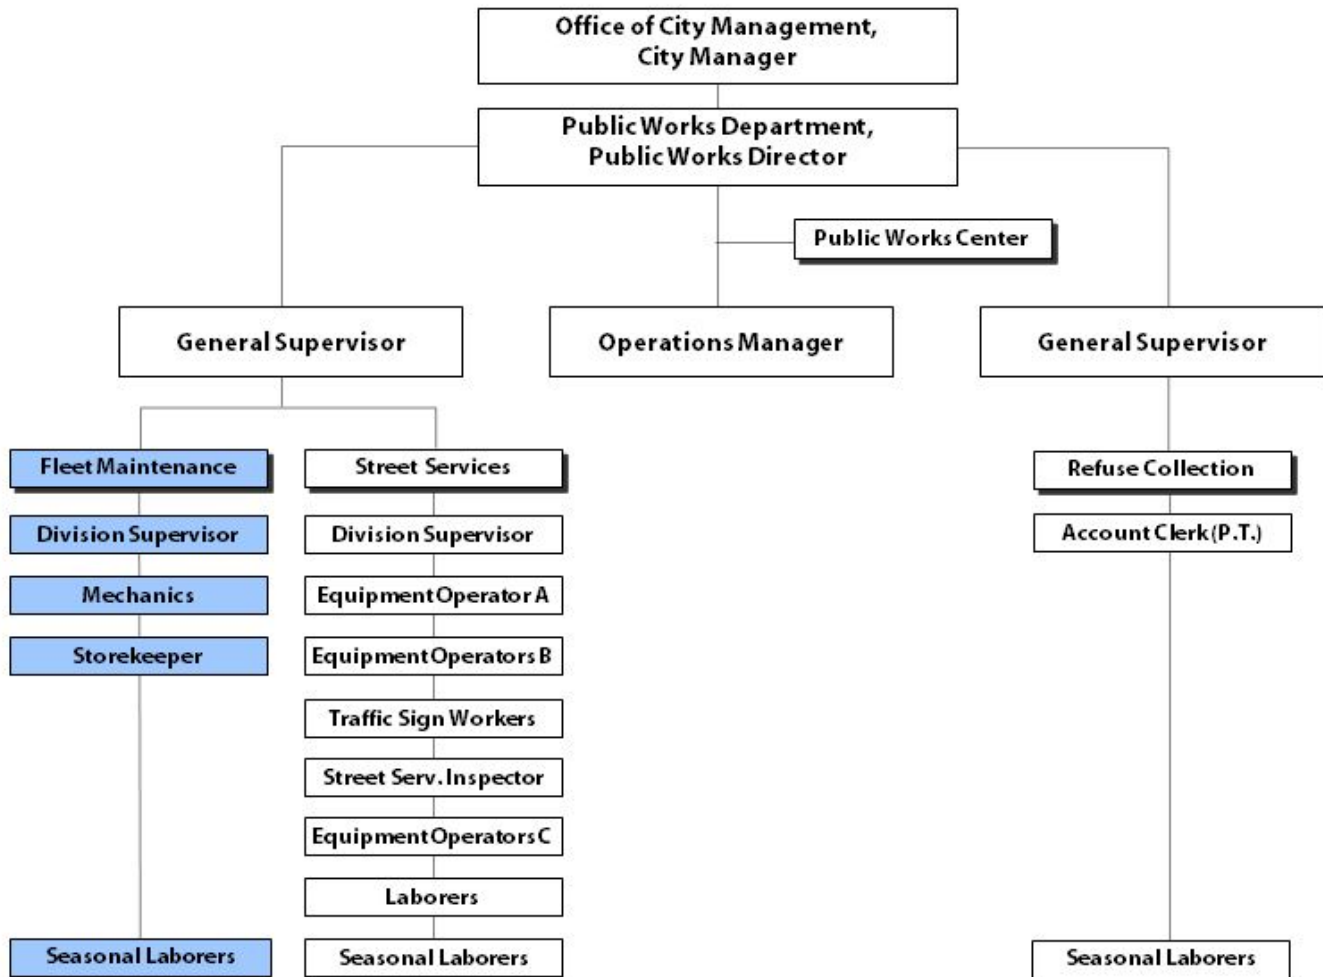 Office of City Management,
City Manager
Public Works Department,
Public Works Director
Public Works Center
General Supervisor
Operations Manager
General Supervisor
Fleet Maintenance
Division Supervisor
Mechanics
Storekeeper
Seasonal Laborers
Street Services
Division Supervisor
Equipment Operator A
Equipment Operators B
Traffic Sign Workers
Street Serv. Inspector
Equipment Operators C
Laborers
Seasonal Laborers
Refuse Collection
Account Clerk (P.T.)
Seasonal Laborers